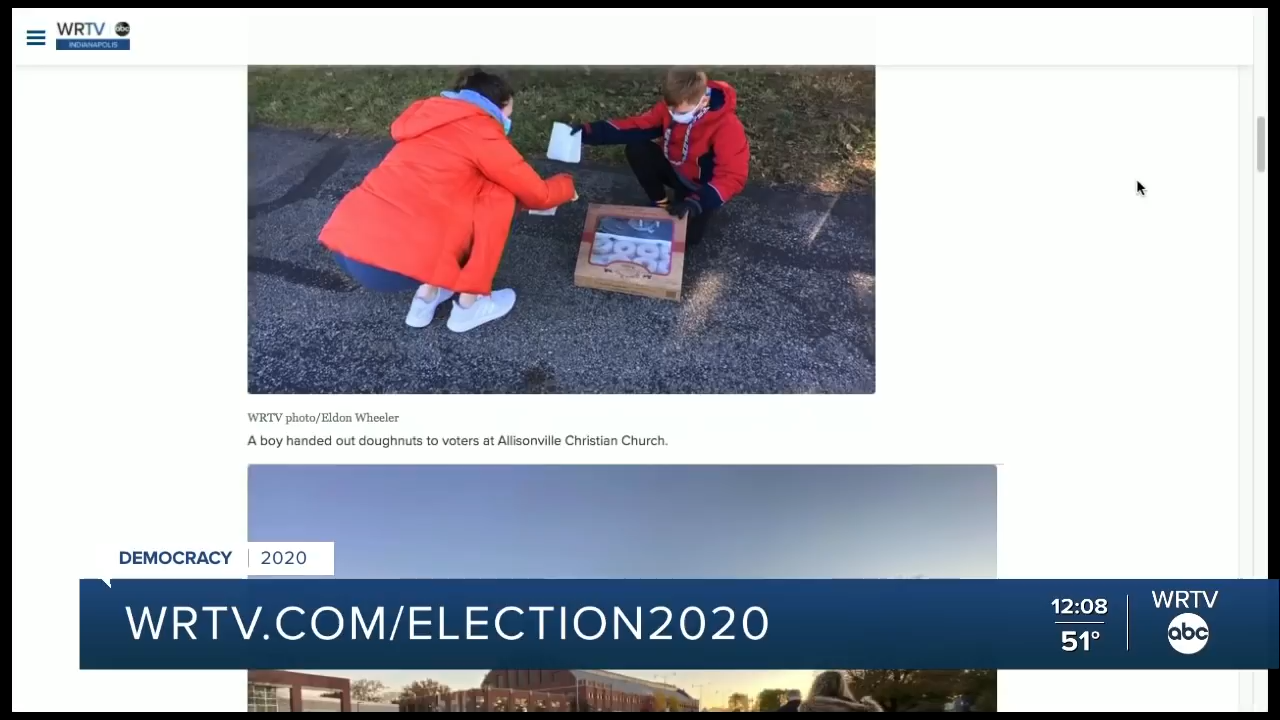 WRTV abc
INDIANAPOLIS
WRTV photo/Eldon Wheeler
A boy handed out doughnuts to voters at Allisonville Christian Church.
DEMOCRACY | 2020
WRTV.COM/ELECTION2020
12:08
51°
WRTV
abc